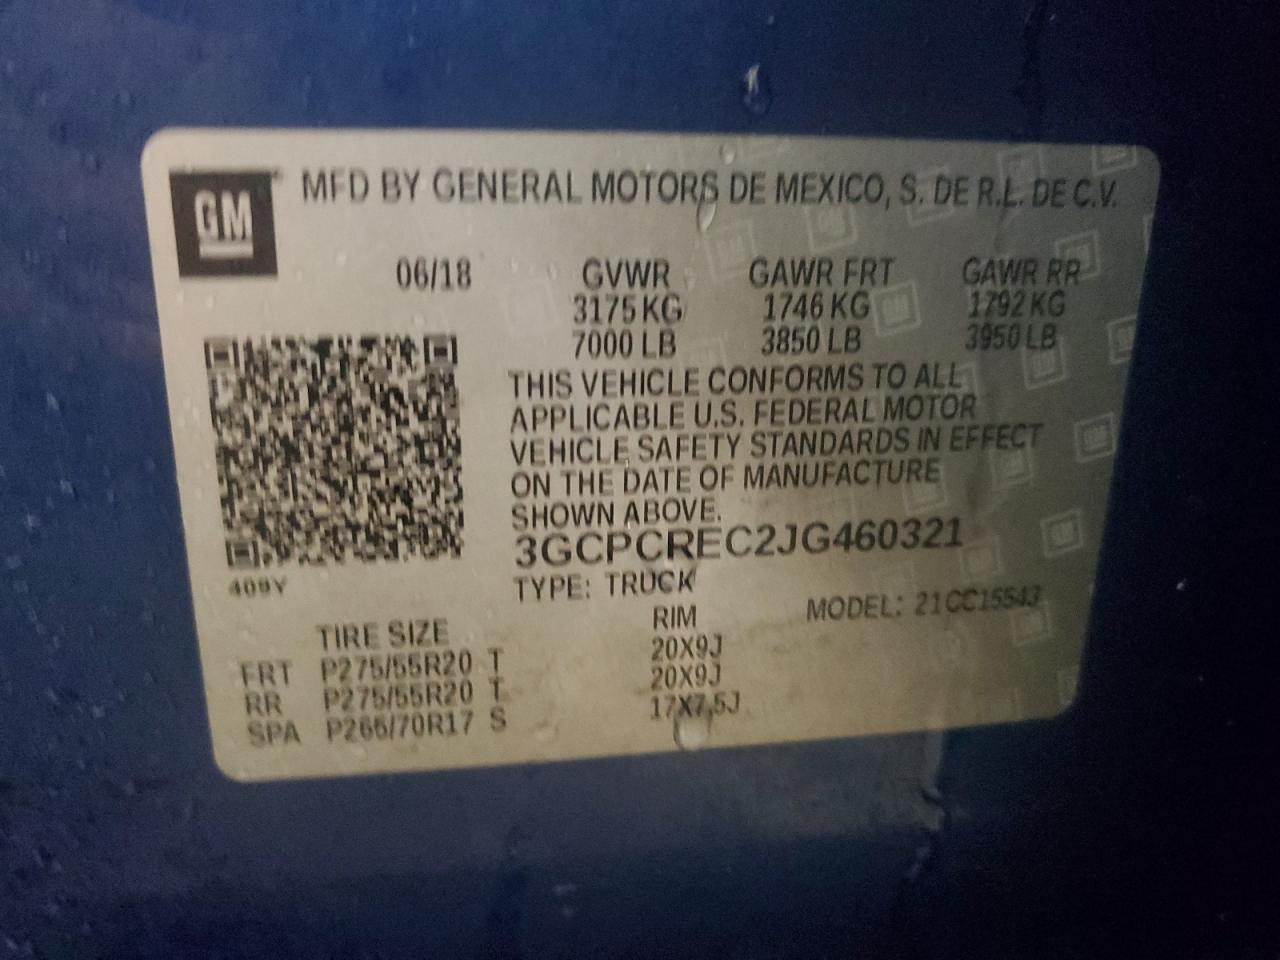 GM MFD BY GENERAL MOTORS DE MEXICO, S. DE R.L. DE C.V.
06/18 GVWR GAWR FRT GAWR RR
3175 KG 1746 KG 1792 KG
7000 LB 3850 LB 3950 LB
THIS VEHICLE CONFORMS TO ALL
APPLICABLE U.S. FEDERAL MOTOR
VEHICLE SAFETY STANDARDS IN EFFECT
ON THE DATE OF MANUFACTURE
SHOWN ABOVE.
3GCPCREC2JG460321
409Y TYPE: TRUCK MODEL: 21CC15543
TIRE SIZE RIM
FRT P275/55R20 T 20X9J
RR P275/55R20 T 20X9J
SPA P265/70R17 S 17X7.5J